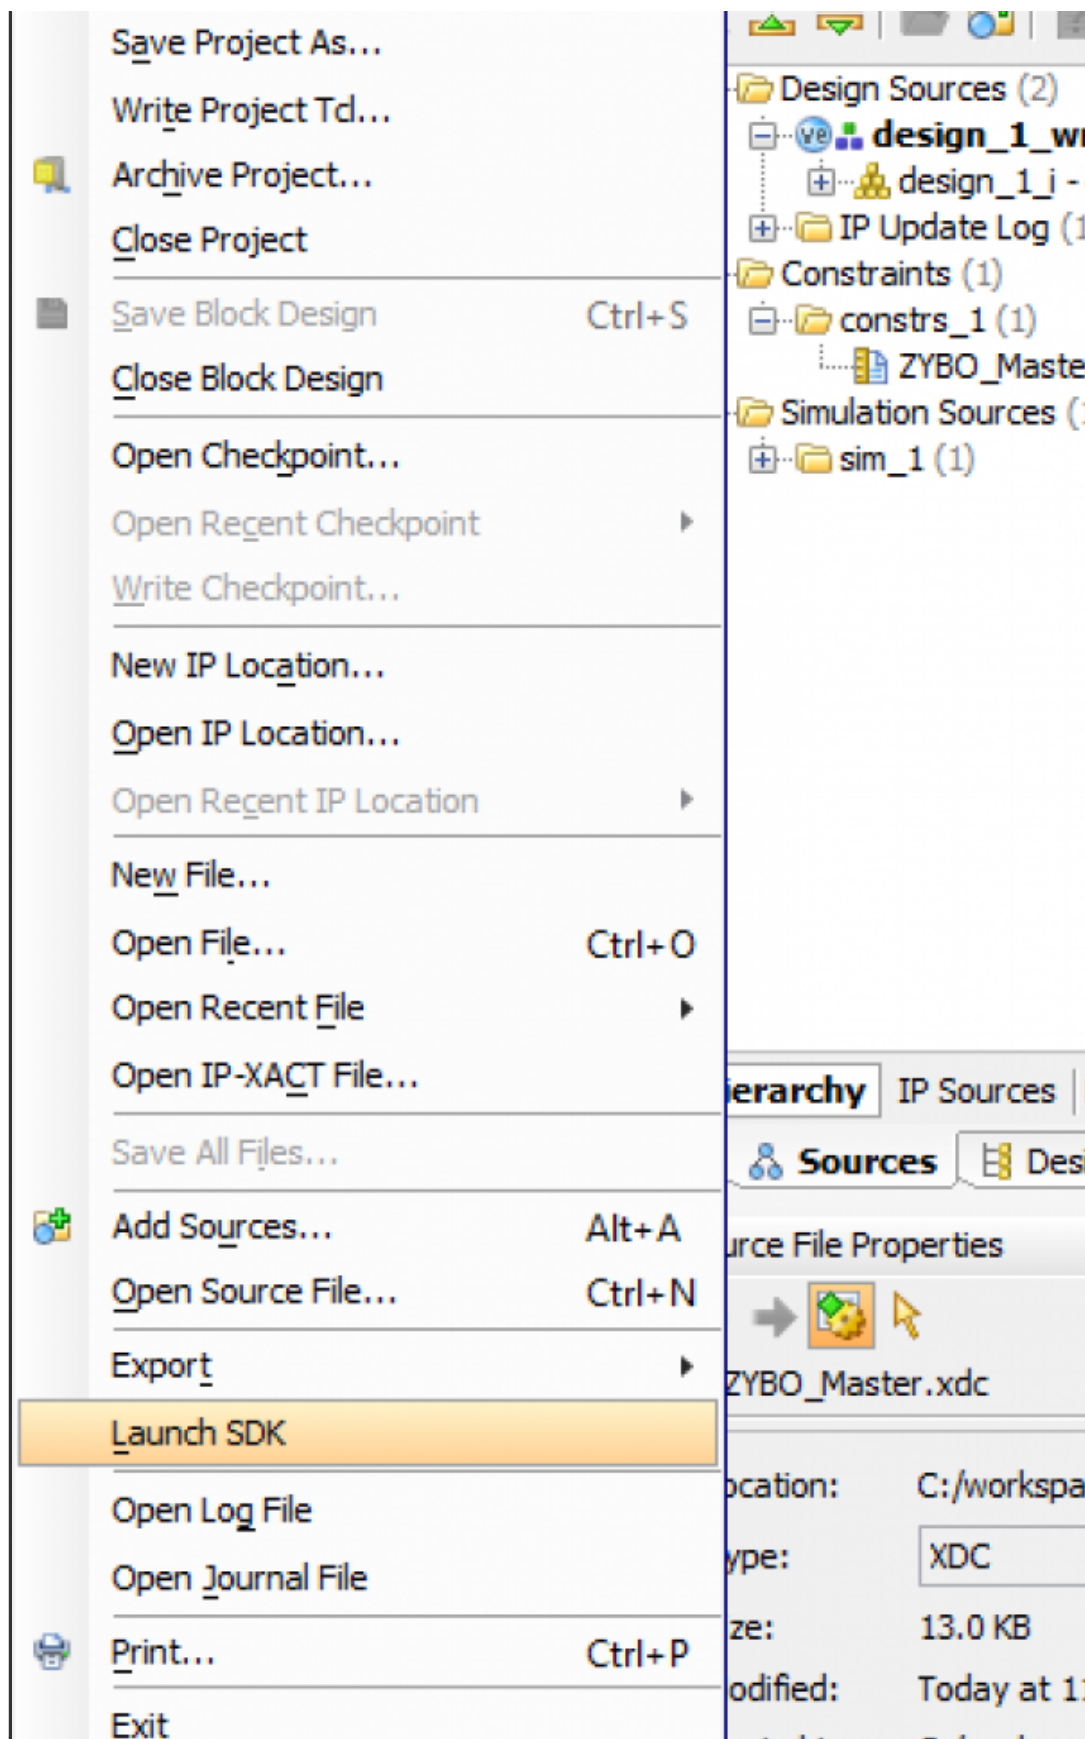 Save Project As...
Write Project Tcl...
Archive Project...
Close Project
Save Block Design Ctrl+S
Close Block Design
Open Checkpoint...
Open Recent Checkpoint
Write Checkpoint...
New IP Location...
Open IP Location...
Open Recent IP Location
New File...
Open File... Ctrl+O
Open Recent File
Open IP-XACT File...
Save All Files...
Add Sources... Alt+A
Open Source File... Ctrl+N
Export
Launch SDK
Open Log File
Open Journal File
Print... Ctrl+P
Exit
Design Sources (2)
design_1_wr
design_1_i -
IP Update Log (1
Constraints (1)
constrs_1 (1)
ZYBO_Maste
Simulation Sources (1
sim_1 (1)
ierarchy IP Sources
Sources Desi
urce File Properties
ZYBO_Master.xdc
ocation: C:/workspa
ype: XDC
ize: 13.0 KB
odified: Today at 11